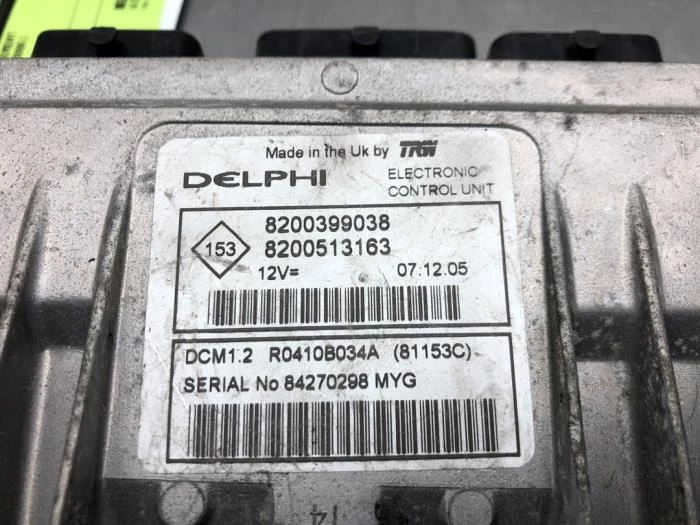 Made in the Uk by TRW
DELPHI
ELECTRONIC
CONTROL UNIT
153
8200399038
8200513163
12V=
07.12.05
DCM1.2 R0410B034A (81153C)
SERIAL No 84270298 MYG
14